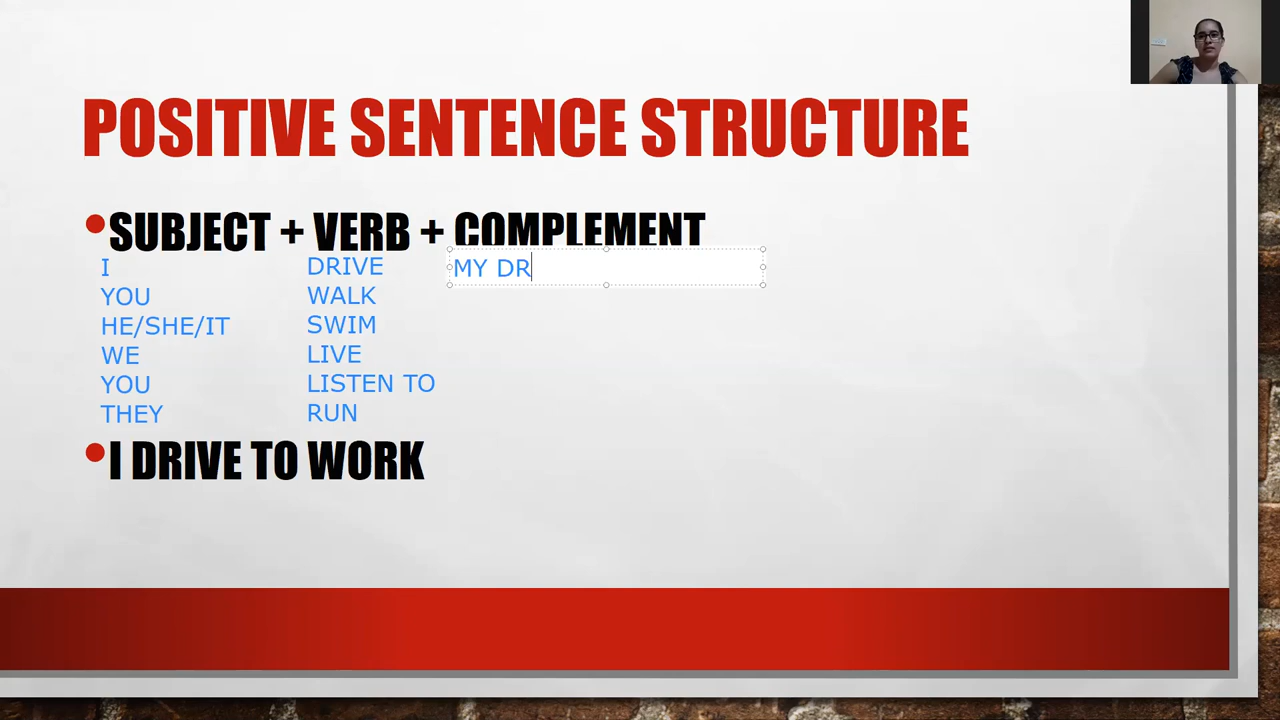 POSITIVE SENTENCE STRUCTURE
•SUBJECT + VERB + COMPLEMENT
I DRIVE MY DR
YOU WALK
HE/SHE/IT SWIM
WE LIVE
YOU LISTEN TO
THEY RUN
•I DRIVE TO WORK